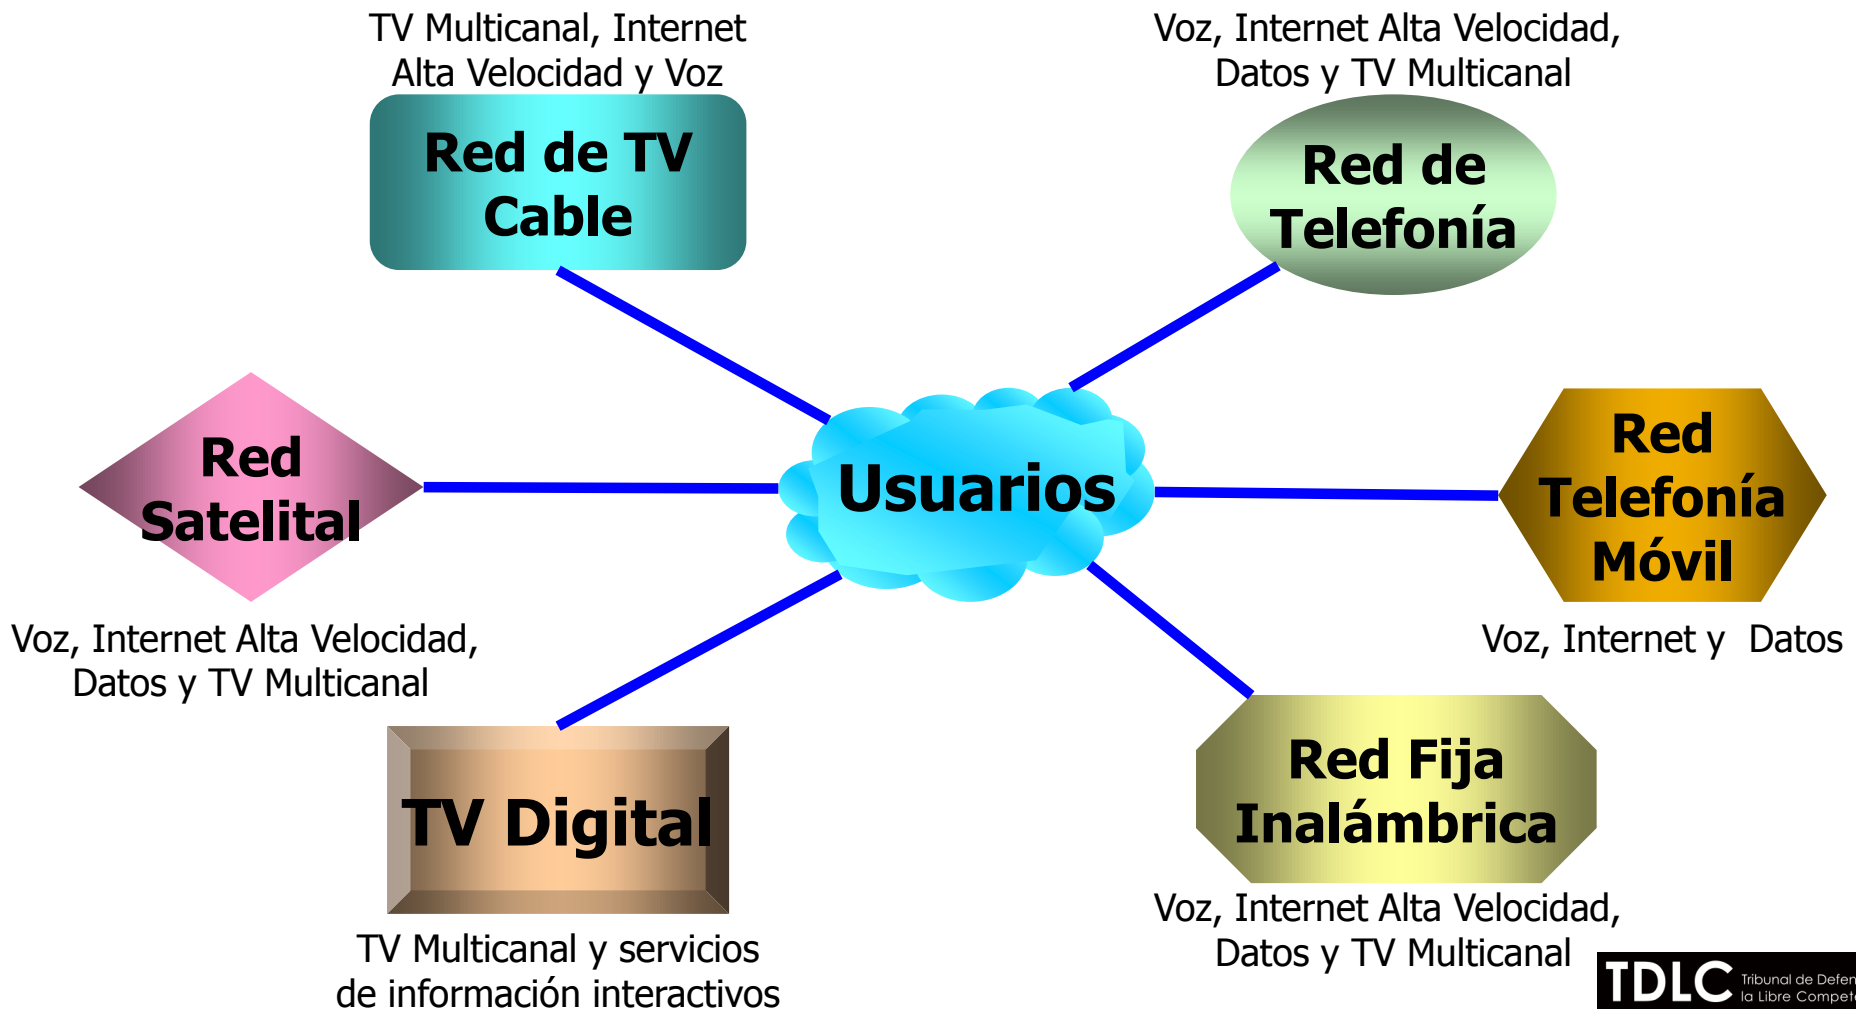 TV Multicanal, Internet
Alta Velocidad y Voz
Red de TV
Cable
Voz, Internet Alta Velocidad,
Datos y TV Multicanal
Red de
Telefonía
Red
Satelital
Voz, Internet Alta Velocidad,
Datos y TV Multicanal
Usuarios
Red
Telefonía
Móvil
Voz, Internet y Datos
TV Digital
TV Multicanal y servicios
de información interactivos
Red Fija
Inalámbrica
Voz, Internet Alta Velocidad,
Datos y TV Multicanal
TDLC
Tribunal de Defen
la Libre Compet